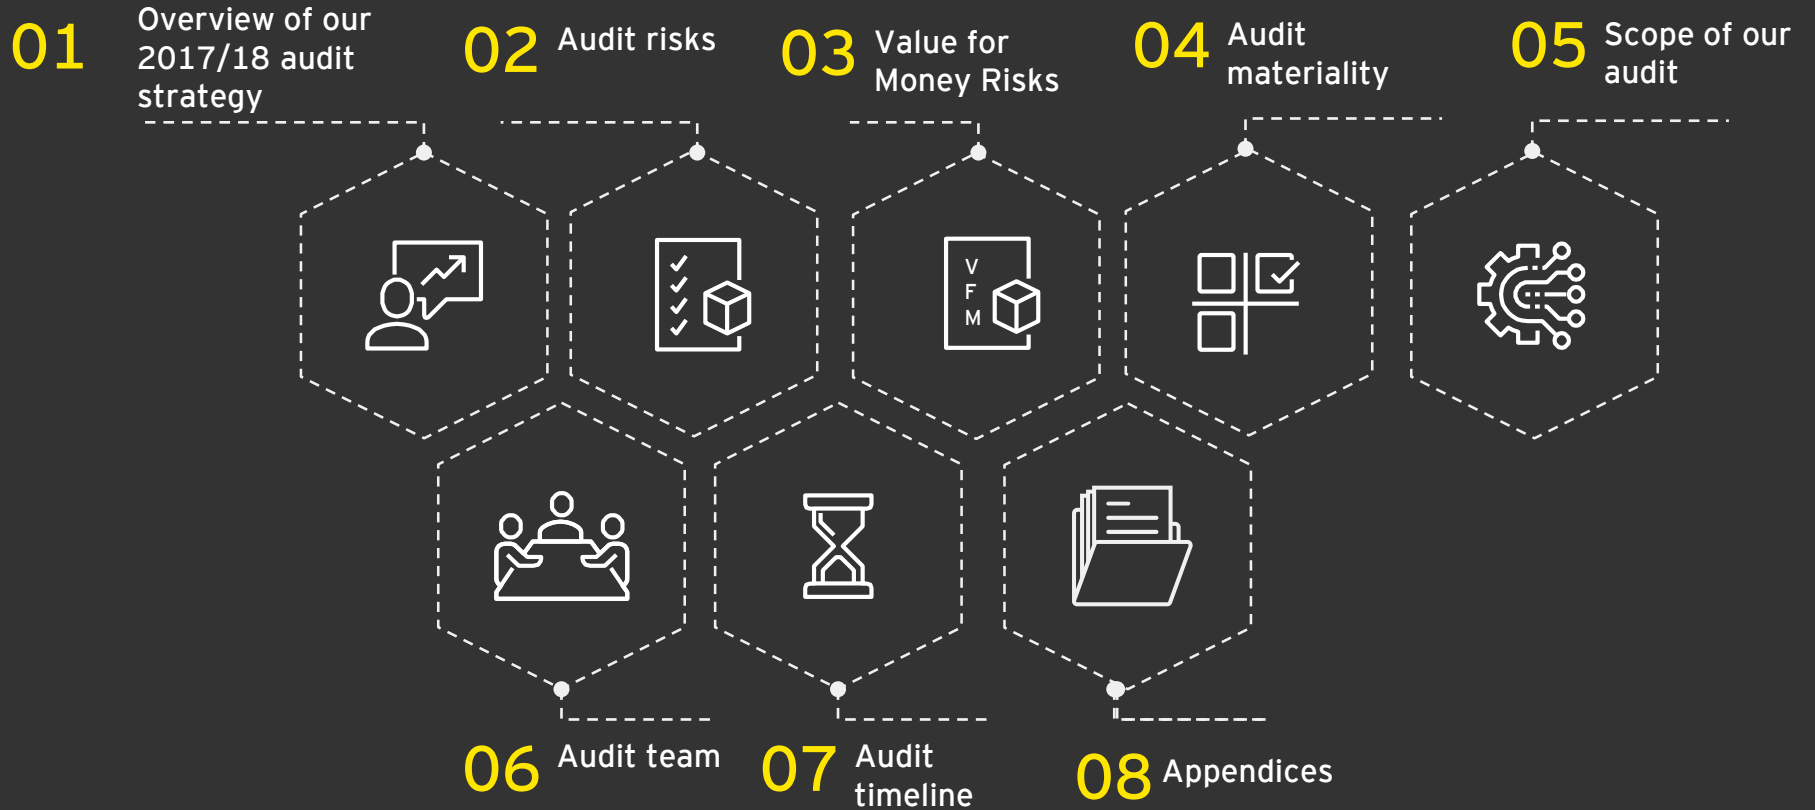 01
Overview of our
2017/18 audit
strategy
02
Audit risks
03
Value for
Money Risks
04
Audit
materiality
05
Scope of our
audit
V
F
M
06
Audit team
07
Audit
timeline
08
Appendices